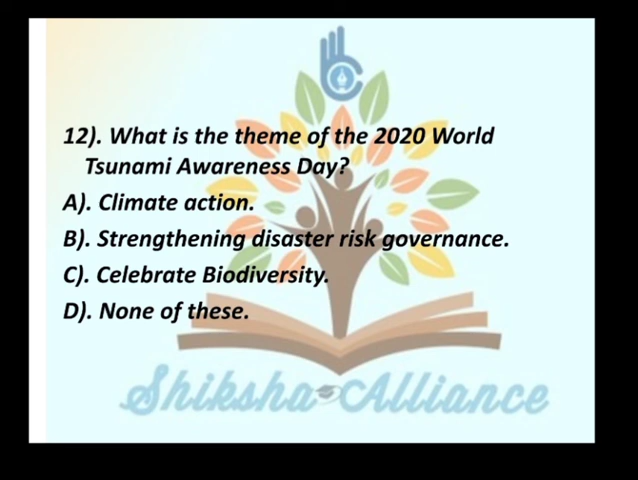 12). What is the theme of the 2020 World
Tsunami Awareness Day?
A). Climate action.
B). Strengthening disaster risk governance.
C). Celebrate Biodiversity.
D). None of these.
Shiksha Alliance